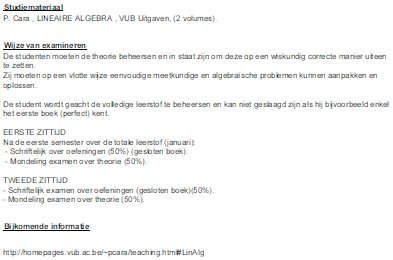 Studiemateriaal
P. Cara , LINEAIRE ALGEBRA , VUB Uitgaven, (2 volumes).
Wijze van examineren
De studenten moeten de theorie beheersen en in staat zijn om deze op een wiskundig correcte manier uiteen
te zetten.
Zij moeten op een vlotte wijze eenvoudige meetkundige en algebraïsche problemen kunnen aanpakken en
oplossen.
De student wordt geacht de volledige leerstof te beheersen en kan niet geslaagd zijn als hij bijvoorbeeld enkel
het eerste boek (perfect) kent.
EERSTE ZITTIJD
Na de eerste semester over de totale leerstof (januari):
- Schriftelijk over oefeningen (50%) (gesloten boek).
- Mondeling examen over theorie (50%).
TWEEDE ZITTIJD
- Schriftelijk examen over oefeningen (gesloten boek)(50%).
- Mondeling examen over theorie (50%).
Bijkomende informatie
http://homepages.vub.ac.be/~pcara/teaching.html#LinAlg